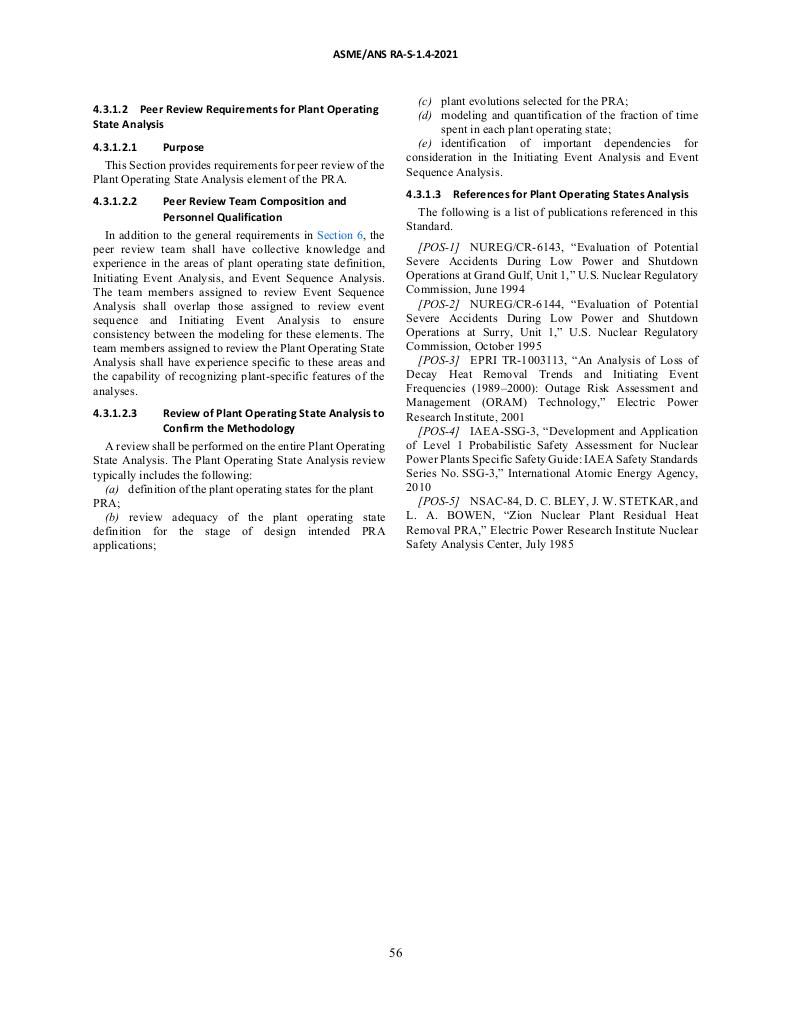 ASME/ANS RA-S-1.4-2021
4.3.1.2 Peer Review Requirements for Plant Operating
State Analysis
4.3.1.2.1 Purpose
This Section provides requirements for peer review of the
Plant Operating State Analysis element of the PRA.
4.3.1.2.2 Peer Review Team Composition and
Personnel Qualification
In addition to the general requirements in Section 6, the
peer review team shall have collective knowledge and
experience in the areas of plant operating state definition,
Initiating Event Analysis, and Event Sequence Analysis.
The team members assigned to review Event Sequence
Analysis shall overlap those assigned to review event
sequence and Initiating Event Analysis to ensure
consistency between the modeling for these elements. The
team members assigned to review the Plant Operating State
Analysis shall have experience specific to these areas and
the capability of recognizing plant-specific features of the
analyses.
4.3.1.2.3 Review of Plant Operating State Analysis to
Confirm the Methodology
A review shall be performed on the entire Plant Operating
State Analysis. The Plant Operating State Analysis review
typically includes the following:
(a) definition of the plant operating states for the plant
PRA;
(b) review adequacy of the plant operating state
definition for the stage of design intended PRA
applications;
(c) plant evolutions selected for the PRA;
(d) modeling and quantification of the fraction of time
spent in each plant operating state;
(e) identification of important dependencies for
consideration in the Initiating Event Analysis and Event
Sequence Analysis.
4.3.1.3 References for Plant Operating States Analysis
The following is a list of publications referenced in this
Standard.
[POS-1] NUREG/CR-6143, “Evaluation of Potential
Severe Accidents During Low Power and Shutdown
Operations at Grand Gulf, Unit 1,” U.S. Nuclear Regulatory
Commission, June 1994
[POS-2] NUREG/CR-6144, “Evaluation of Potential
Severe Accidents During Low Power and Shutdown
Operations at Surry, Unit 1,” U.S. Nuclear Regulatory
Commission, October 1995
[POS-3] EPRI TR-1003113, “An Analysis of Loss of
Decay Heat Removal Trends and Initiating Event
Frequencies (1989–2000): Outage Risk Assessment and
Management (ORAM) Technology,” Electric Power
Research Institute, 2001
[POS-4] IAEA-SSG-3, “Development and Application
of Level 1 Probabilistic Safety Assessment for Nuclear
Power Plants Specific Safety Guide: IAEA Safety Standards
Series No. SSG-3,” International Atomic Energy Agency,
2010
[POS-5] NSAC-84, D. C. BLEY, J. W. STETKAR, and
L. A. BOWEN, “Zion Nuclear Plant Residual Heat
Removal PRA,” Electric Power Research Institute Nuclear
Safety Analysis Center, July 1985
56